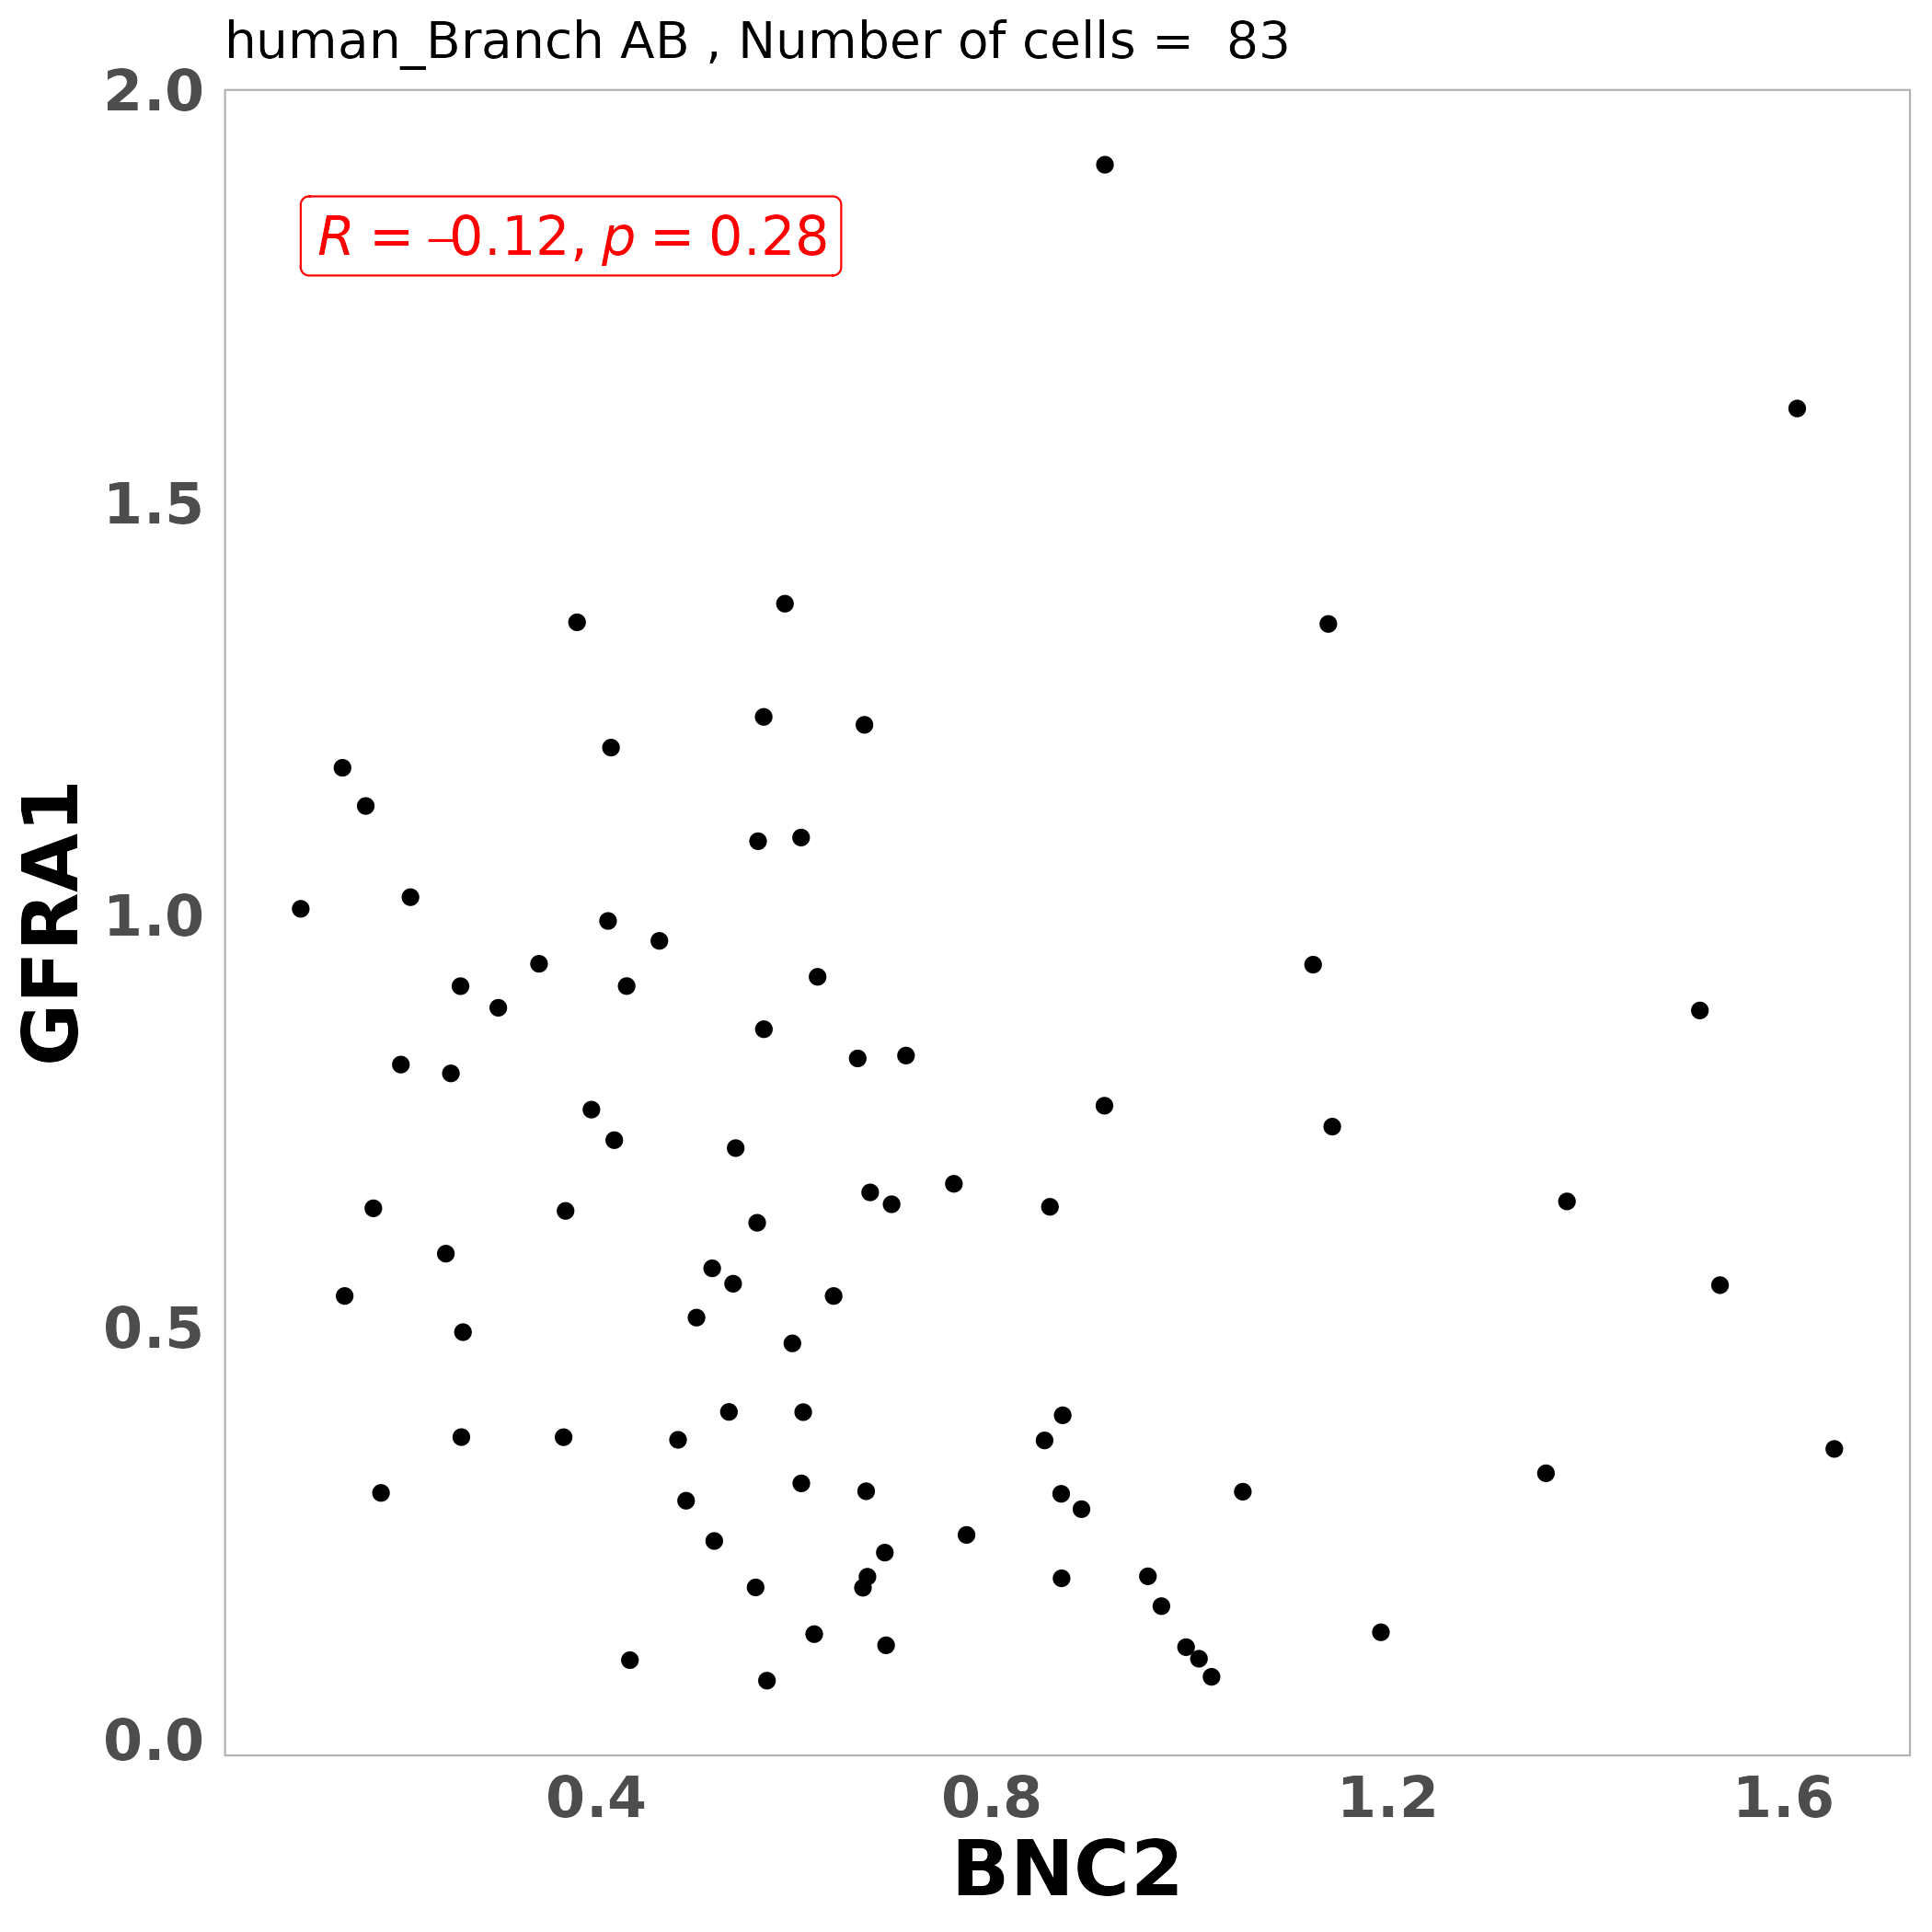 human_Branch AB , Number of cells =  83
2.0
R = –0.12, p = 0.28
1.5
1.0
0.5
0.0
GFRA1
0.4 0.8 1.2 1.6
BNC2